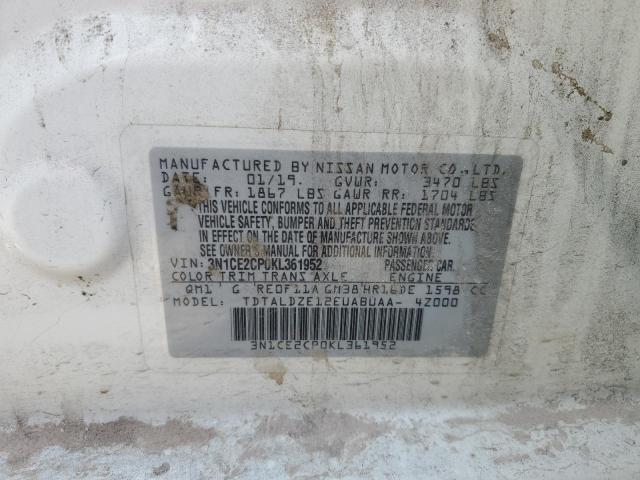 MANUFACTURED BY NISSAN MOTOR CO., LTD.
DATE: 01/19. GVWR: 3470 LBS
GAWR FR: 1867 LBS GAWR RR: 1704 LBS
THIS VEHICLE CONFORMS TO ALL APPLICABLE FEDERAL MOTOR
VEHICLE SAFETY, BUMPER AND THEFT PREVENTION STANDARDS
IN EFFECT ON THE DATE OF MANUFACTURE SHOWN ABOVE.
SEE OWNER'S MANUAL FOR ADDITIONAL INFORMATION
VIN: 3N1CE2CP0KL361952 PASSENGER CAR.
COLOR TRIM TRANS AXLE ENGINE
QM1 G RE0F11A GM38 HR16DE 1598 CC
MODEL: TDTALDZE12EUABUAA- 42000
3N1CE2CP0KL361952